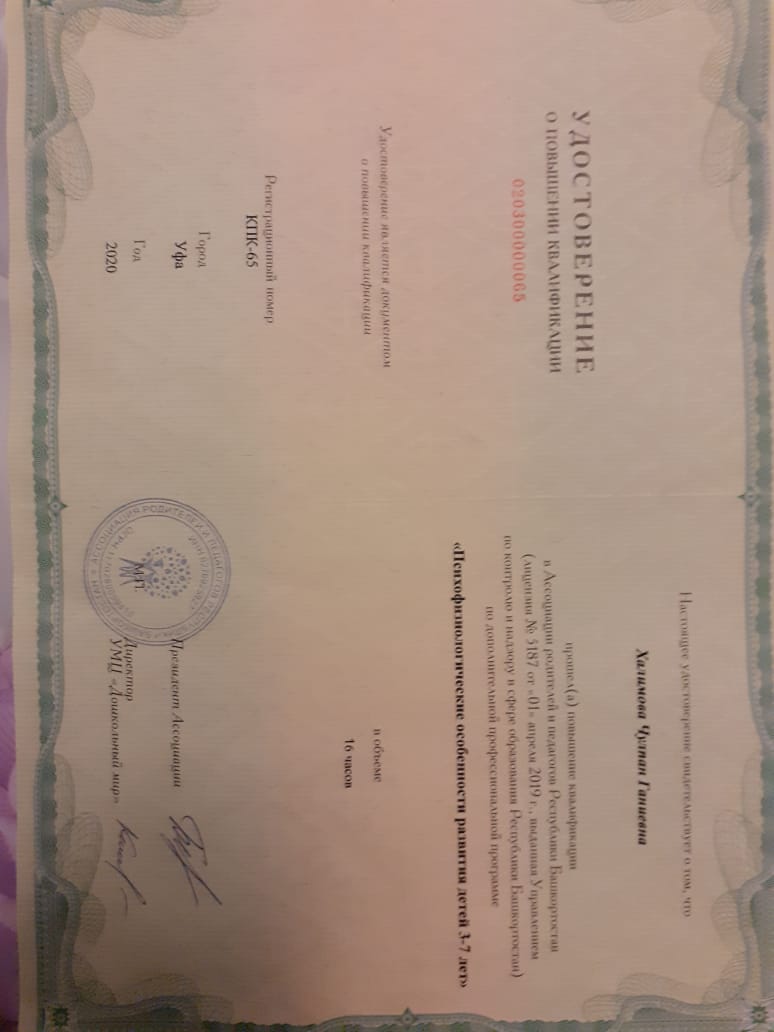 УДОСТОВЕРЕНИЕ
О ПОВЫШЕНИИ КВАЛИФИКАЦИИ
020300000065
Удостоверение является документом
о повышении квалификации
Регистрационный номер
КПК-65
Город
Уфа
Год
2020
Настоящее удостоверение свидетельствует о том, что
Халимова Чулпан Ганиевна
прошел(а) повышение квалификации
в Ассоциации родителей и педагогов Республики Башкортостан
(лицензия № 5187 от «01» апреля 2019 г., выданная Управлением
по контролю и надзору в сфере образования Республики Башкортостан)
по дополнительной профессиональной программе
«Психофизиологические особенности развития детей 3-7 лет»
в объеме
16 часов
Президент Ассоциации
Директор
УМЦ «Дошкольный мир»
М.П.
АССОЦИАЦИЯ РОДИТЕЛЕЙ И ПЕДАГОГОВ